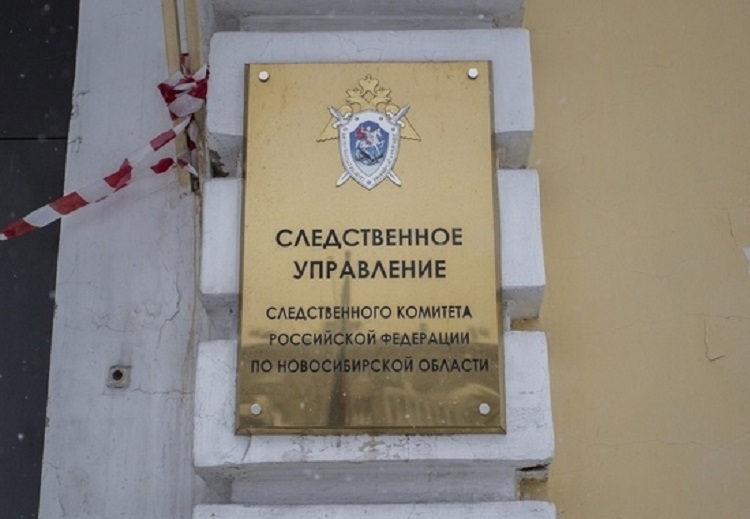 СЛЕДСТВЕННОЕ
УПРАВЛЕНИЕ
СЛЕДСТВЕННОГО КОМИТЕТА
РОССИЙСКОЙ ФЕДЕРАЦИИ
ПО НОВОСИБИРСКОЙ ОБЛАСТИ